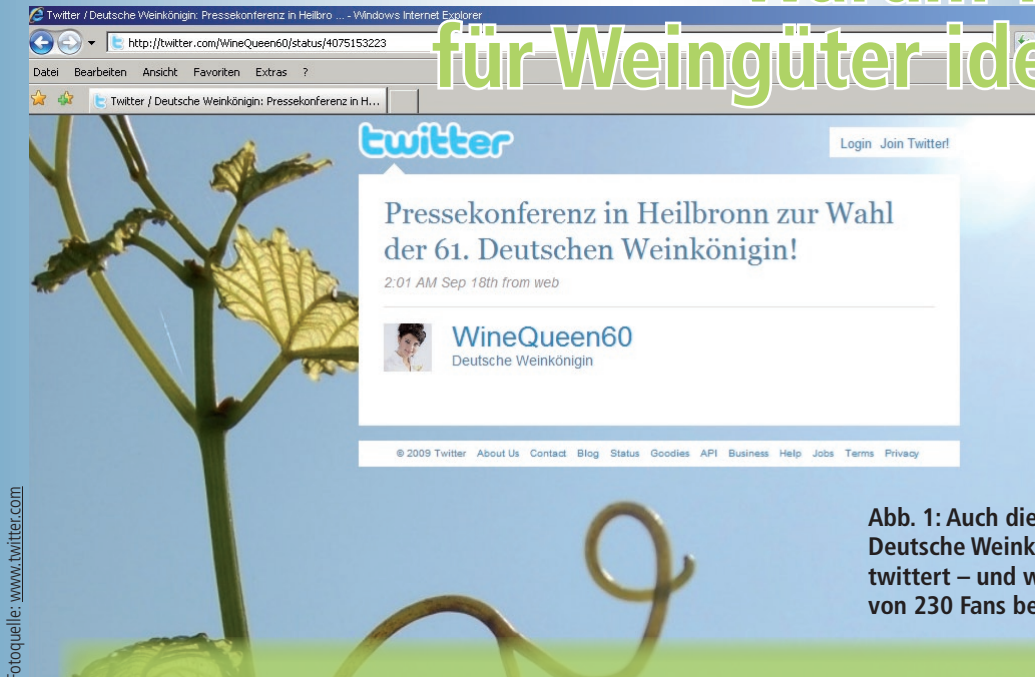 für Weingüter
Twitter / Deutsche Weinkönigin: Pressekonferenz in Heilbro ... - Windows Internet Explorer
http://twitter.com/WineQueen60/status/4075153223
Datei Bearbeiten Ansicht Favoriten Extras ?
Twitter / Deutsche Weinkönigin: Pressekonferenz in H...
twitter
Login Join Twitter!
Pressekonferenz in Heilbronn zur Wahl
der 61. Deutschen Weinkönigin!
2:01 AM Sep 18th from web
WineQueen60
Deutsche Weinkönigin
© 2009 Twitter About Us Contact Blog Status Goodies API Business Help Jobs Terms Privacy
Abb. 1: Auch die
Deutsche
twittert – und
von 230 Fans
Fotoquelle: www.twitter.com